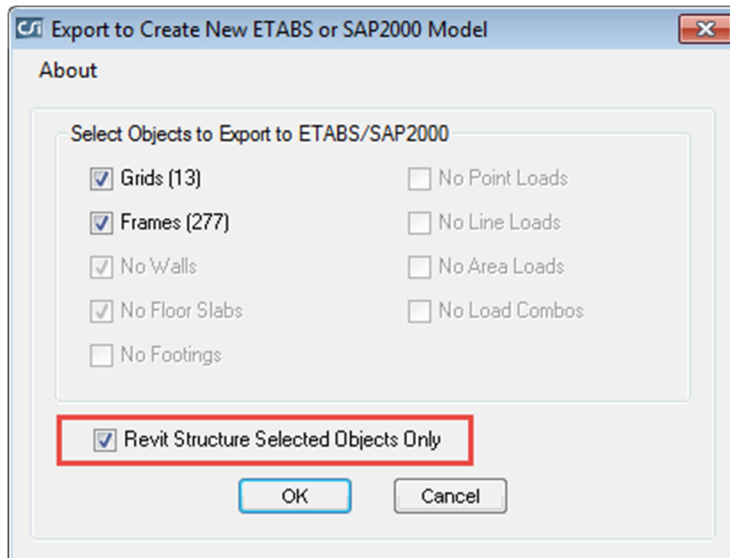 CSi Export to Create New ETABS or SAP2000 Model
About
Select Objects to Export to ETABS/SAP2000
Grids (13)
No Point Loads
Frames (277)
No Line Loads
No Walls
No Area Loads
No Floor Slabs
No Load Combos
No Footings
Revit Structure Selected Objects Only
OK
Cancel